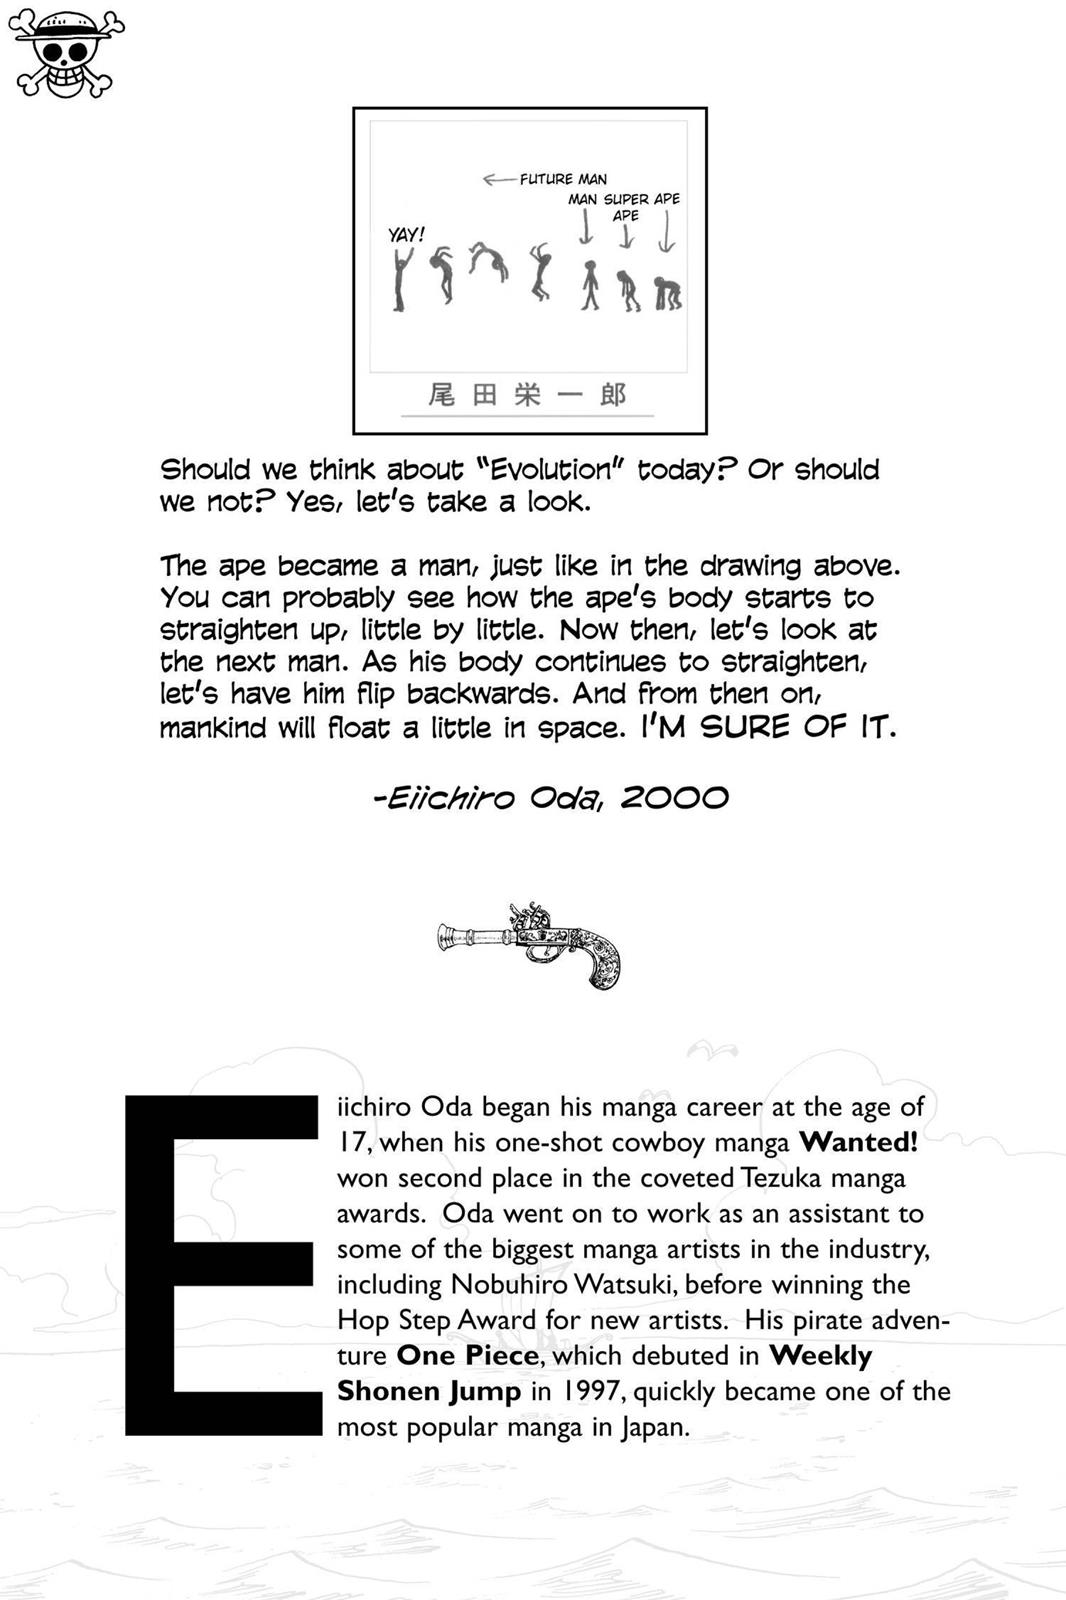 ← FUTURE MAN
MAN SUPER APE
APE
YAY!
尾田栄一郎
Should we think about “Evolution” today? Or should
we not? Yes, let's take a look.
The ape became a man, just like in the drawing above.
You can probably see how the ape's body starts to
straighten up, little by little. Now then, let's look at
the next man. As his body continues to straighten,
let's have him flip backwards. And from then on,
mankind will float a little in space. I'M SURE OF IT.
-Eiichiro Oda, 2000
Eiichiro Oda began his manga career at the age of
17, when his one-shot cowboy manga Wanted!
won second place in the coveted Tezuka manga
awards. Oda went on to work as an assistant to
some of the biggest manga artists in the industry,
including Nobuhiro Watsuki, before winning the
Hop Step Award for new artists. His pirate adven-
ture One Piece, which debuted in Weekly
Shonen Jump in 1997, quickly became one of the
most popular manga in Japan.